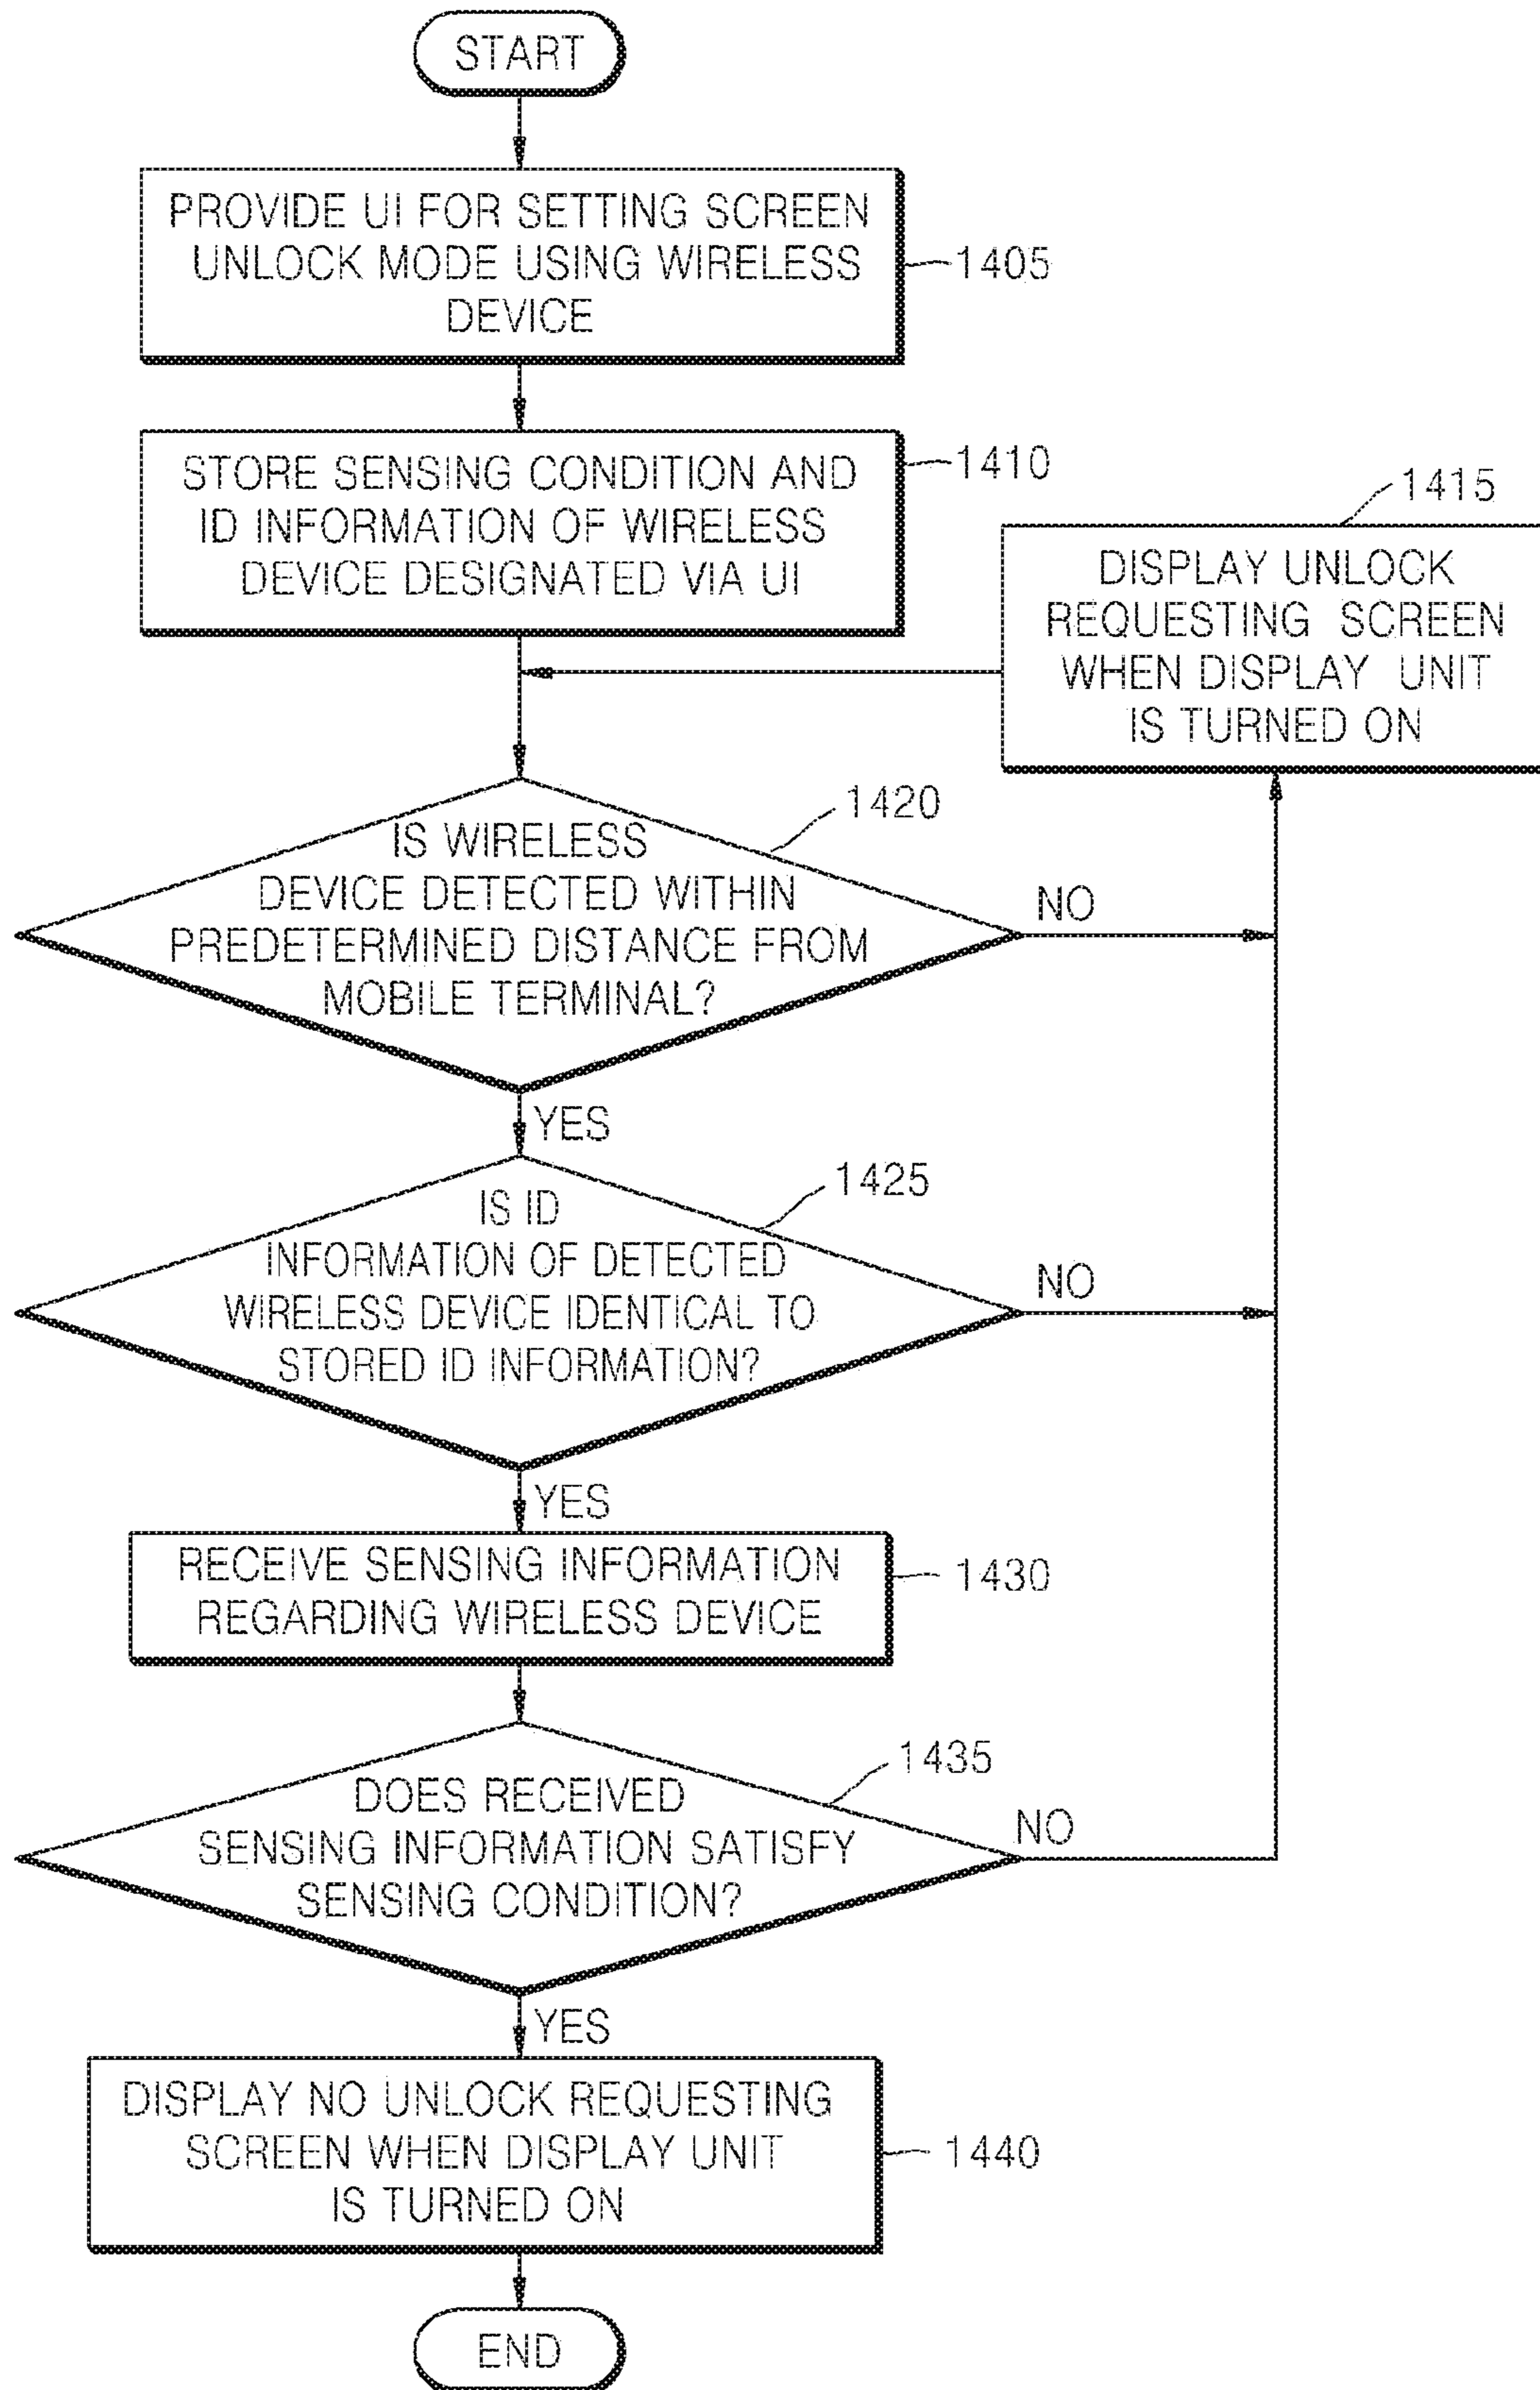 START
PROVIDE UI FOR SETTING SCREEN
UNLOCK MODE USING WIRELESS
DEVICE
1405
STORE SENSING CONDITION AND
ID INFORMATION OF WIRELESS
DEVICE DESIGNATED VIA UI
1410
1415
DISPLAY UNLOCK
REQUESTING SCREEN
WHEN DISPLAY UNIT
IS TURNED ON
1420
IS WIRELESS
DEVICE DETECTED WITHIN
PREDETERMINED DISTANCE FROM
MOBILE TERMINAL?
NO
YES
1425
IS ID
INFORMATION OF DETECTED
WIRELESS DEVICE IDENTICAL TO
STORED ID INFORMATION?
NO
YES
RECEIVE SENSING INFORMATION
REGARDING WIRELESS DEVICE
1430
1435
DOES RECEIVED
SENSING INFORMATION SATISFY
SENSING CONDITION?
NO
YES
DISPLAY NO UNLOCK REQUESTING
SCREEN WHEN DISPLAY UNIT
IS TURNED ON
1440
END